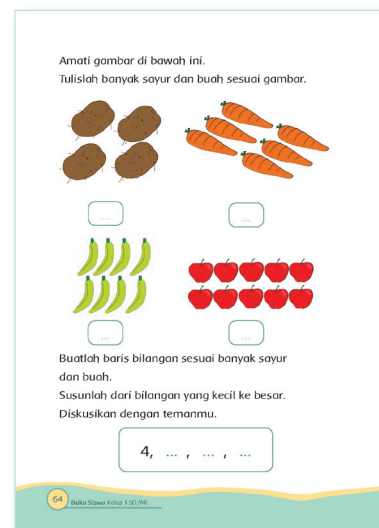 Amati gambar di bawah ini.
Tulislah banyak sayur dan buah sesuai gambar.
... ...
... ...
Buatlah baris bilangan sesuai banyak sayur
dan buah.
Susunlah dari bilangan yang kecil ke besar.
Diskusikan dengan temanmu.
4, ... , ... , ...
64 Buku Siswa Kelas 1 SD/MI